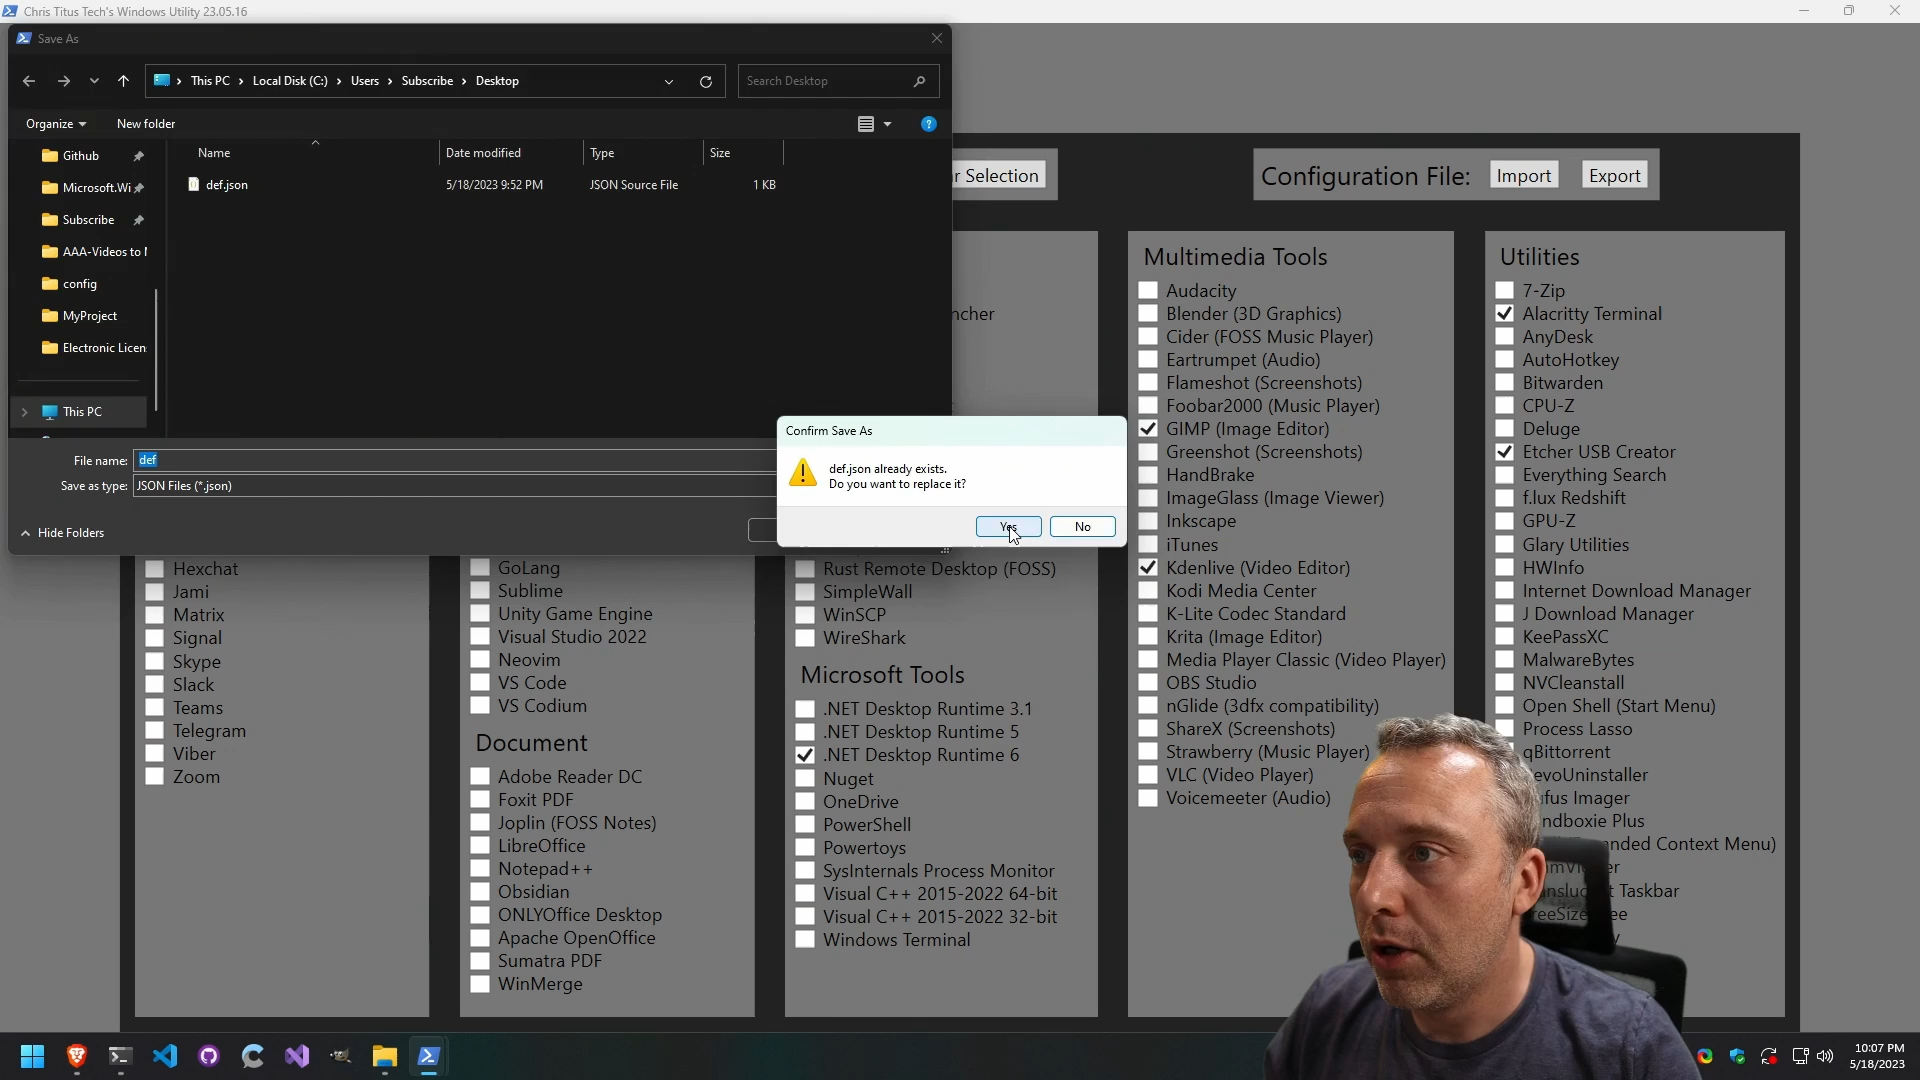 Chris Titus Tech's Windows Utility 23.05.16
Save As
This PC
Local Disk (C:)
Users
Subscribe
Desktop
Search Desktop
Organize
New folder
?
Github
Microsoft.Wi
Subscribe
AAA-Videos to
config
MyProject
Electronic Licen
This PC
Name
Date modified
Type
Size
def.json
5/18/2023 9:52 PM
JSON Source File
1 KB
File name:
def
Save as type:
JSON Files (*.json)
Hide Folders
Confirm Save As
def.json already exists.
Do you want to replace it?
Yes
No
r Selection
Configuration File:
Import
Export
ncher
Hexchat
Jami
Matrix
Signal
Skype
Slack
Teams
Telegram
Viber
Zoom
GoLang
Sublime
Unity Game Engine
Visual Studio 2022
Neovim
VS Code
VS Codium
Document
Adobe Reader DC
Foxit PDF
Joplin (FOSS Notes)
LibreOffice
Notepad++
Obsidian
ONLYOffice Desktop
Apache OpenOffice
Sumatra PDF
WinMerge
Rust Remote Desktop (FOSS)
SimpleWall
WinSCP
WireShark
Microsoft Tools
.NET Desktop Runtime 3.1
.NET Desktop Runtime 5
.NET Desktop Runtime 6
Nuget
OneDrive
PowerShell
Powertoys
SysInternals Process Monitor
Visual C++ 2015-2022 64-bit
Visual C++ 2015-2022 32-bit
Windows Terminal
Multimedia Tools
Audacity
Blender (3D Graphics)
Cider (FOSS Music Player)
Eartrumpet (Audio)
Flameshot (Screenshots)
Foobar2000 (Music Player)
GIMP (Image Editor)
Greenshot (Screenshots)
HandBrake
ImageGlass (Image Viewer)
Inkscape
iTunes
Kdenlive (Video Editor)
Kodi Media Center
K-Lite Codec Standard
Krita (Image Editor)
Media Player Classic (Video Player)
OBS Studio
nGlide (3dfx compatibility)
ShareX (Screenshots)
Strawberry (Music Player)
VLC (Video Player)
Voicemeeter (Audio)
Utilities
7-Zip
Alacritty Terminal
AnyDesk
AutoHotkey
Bitwarden
CPU-Z
Deluge
Etcher USB Creator
Everything Search
f.lux Redshift
GPU-Z
Glary Utilities
HWInfo
Internet Download Manager
J Download Manager
KeePassXC
MalwareBytes
NVCleanstall
Open Shell (Start Menu)
Process Lasso
qBittorrent
evoUninstaller
fus Imager
ndboxie Plus
nded Context Menu)
Taskbar
10:07 PM
5/18/2023